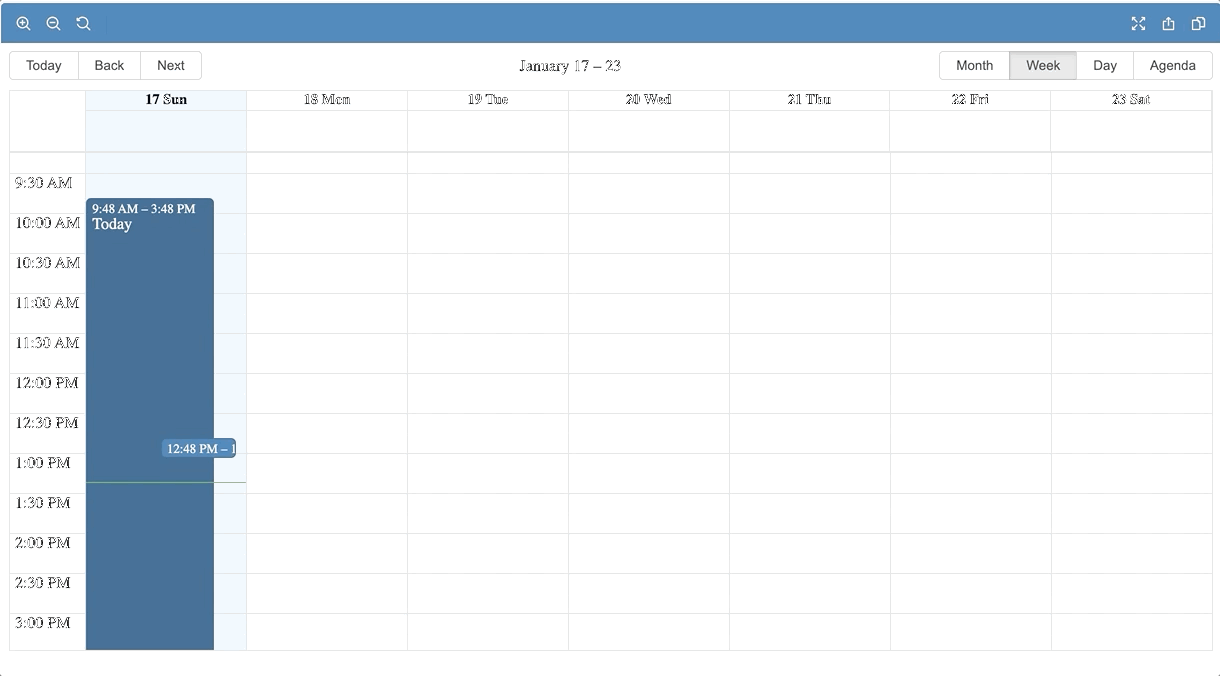 Today Back Next January 17 – 23 Month Week Day Agenda
17 Sun 18 Mon 19 Tue 20 Wed 21 Thu 22 Fri 23 Sat
9:30 AM
9:48 AM – 3:48 PM
10:00 AM Today
10:30 AM
11:00 AM
11:30 AM
12:00 PM
12:30 PM
12:48 PM – 1
1:00 PM
1:30 PM
2:00 PM
2:30 PM
3:00 PM